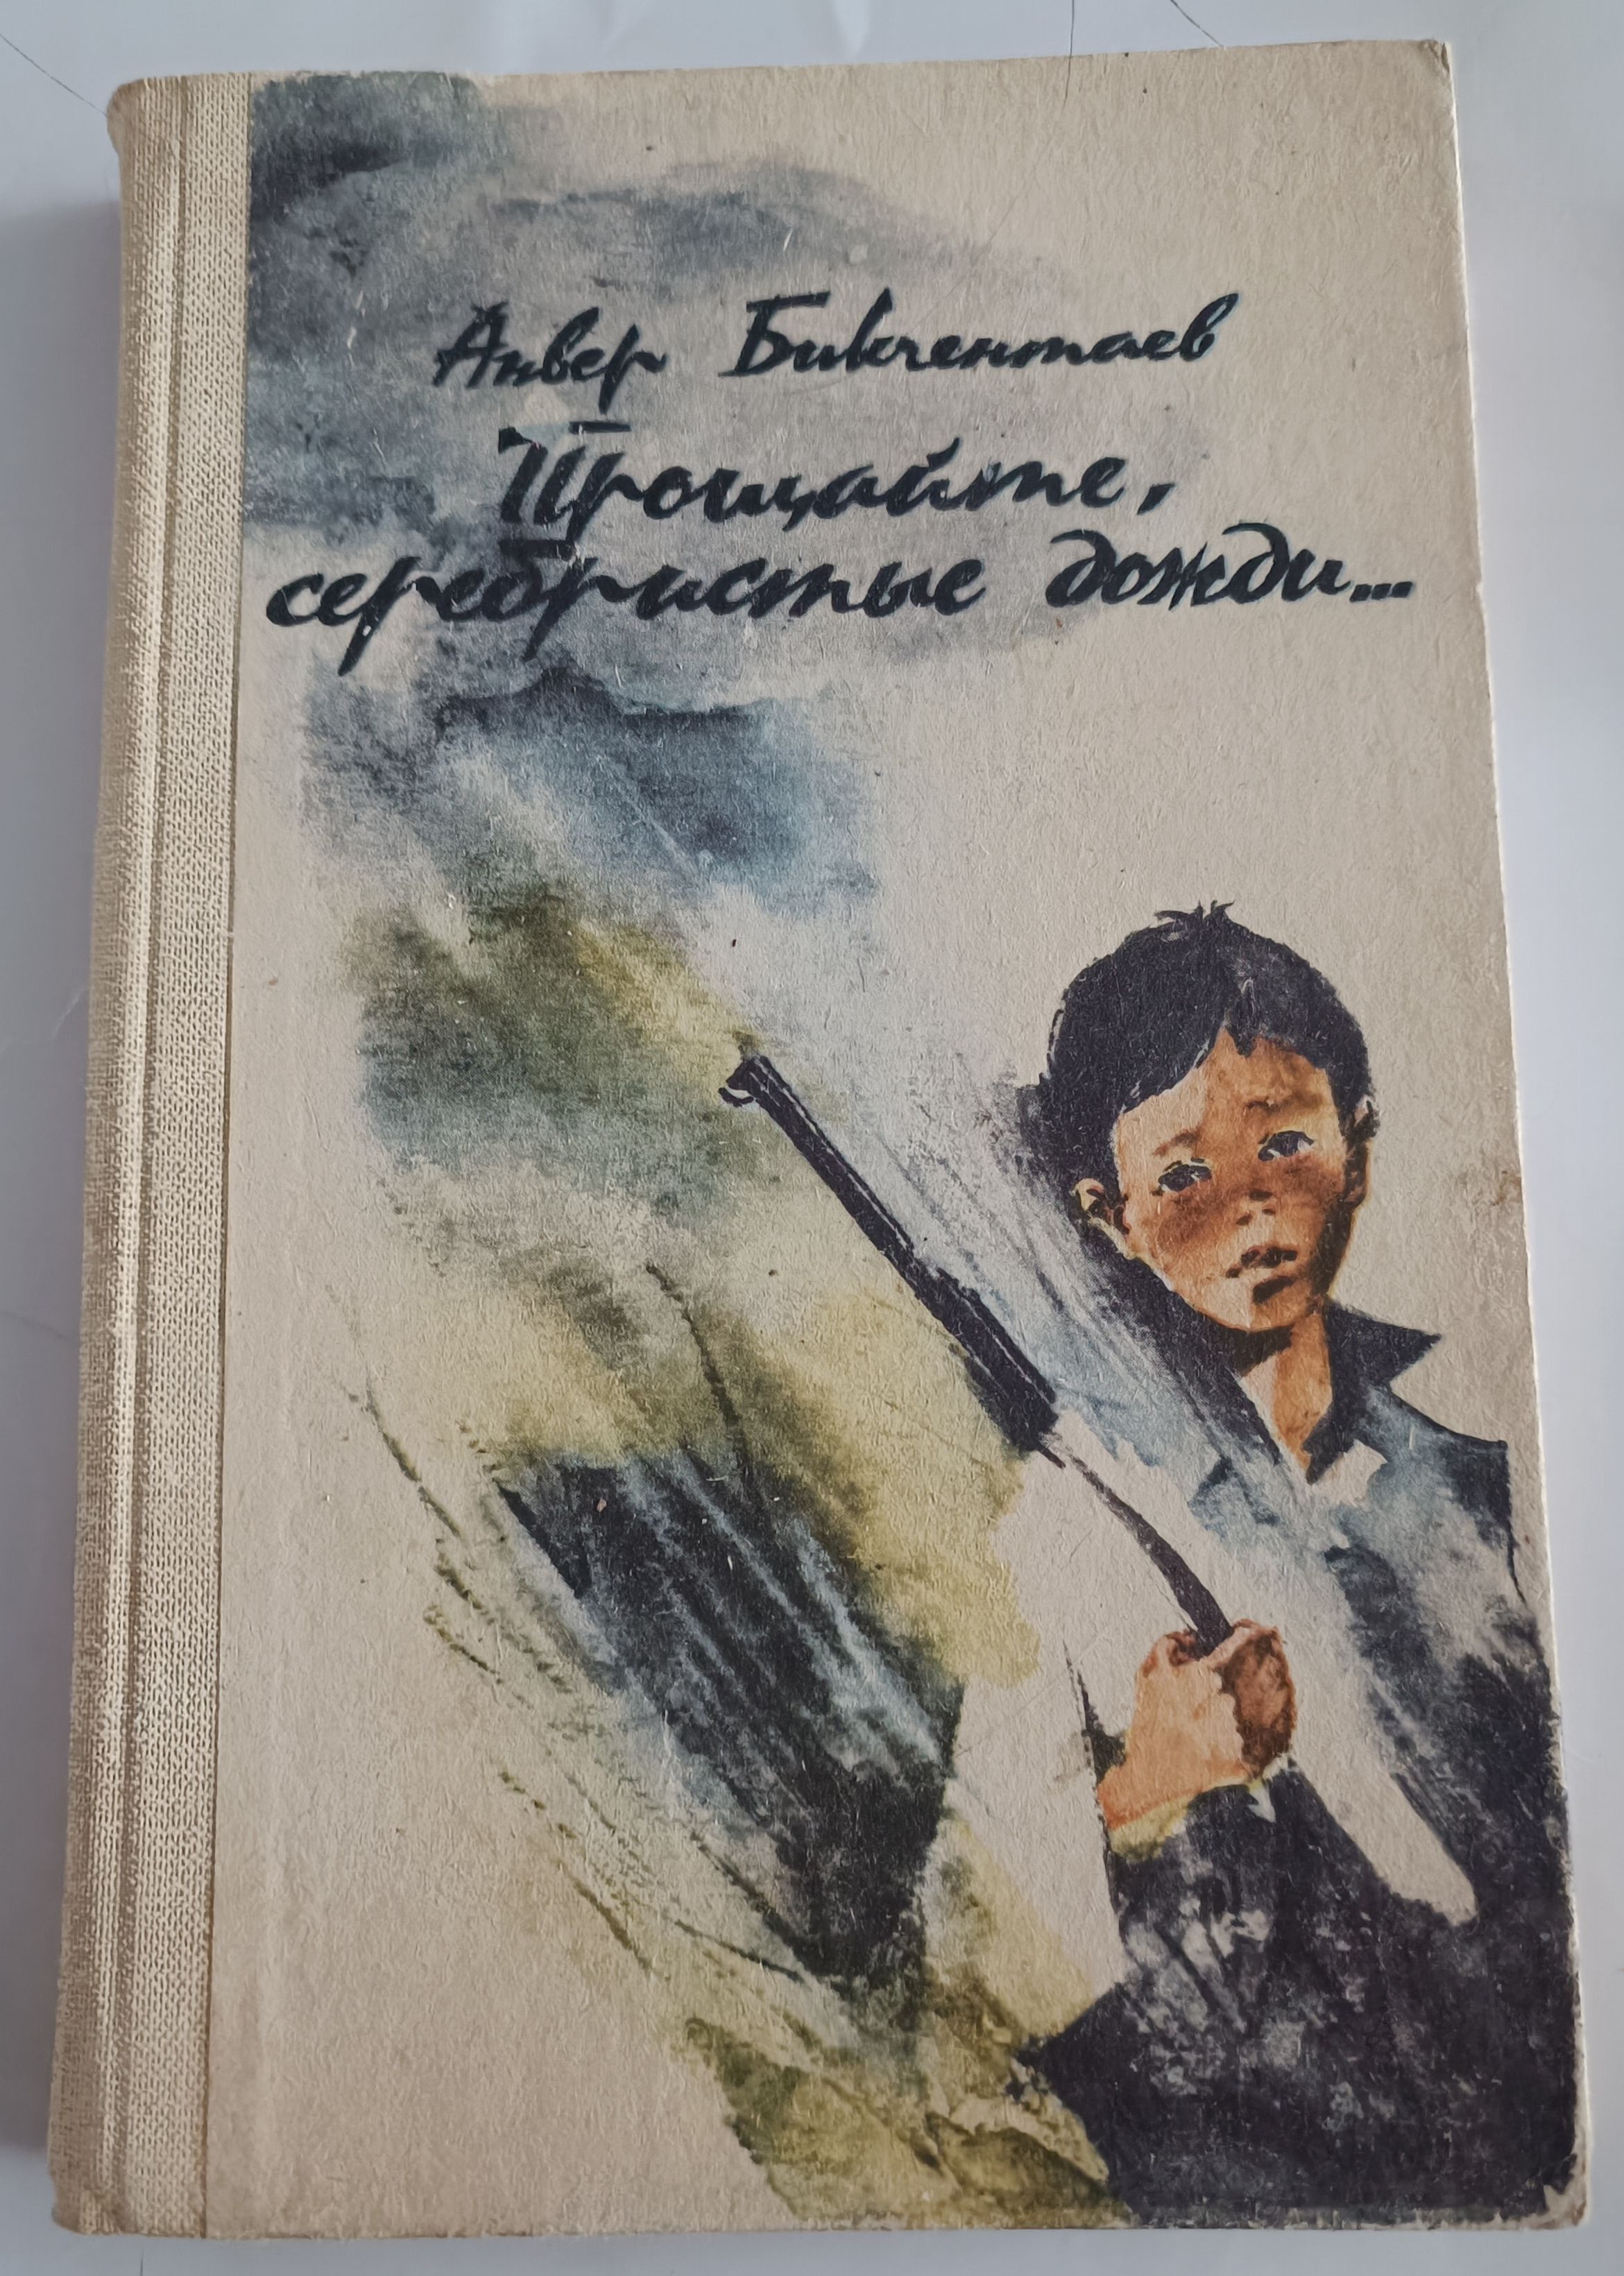 Анвер Бикчентаев
Прощайте,
серебристые дожди...